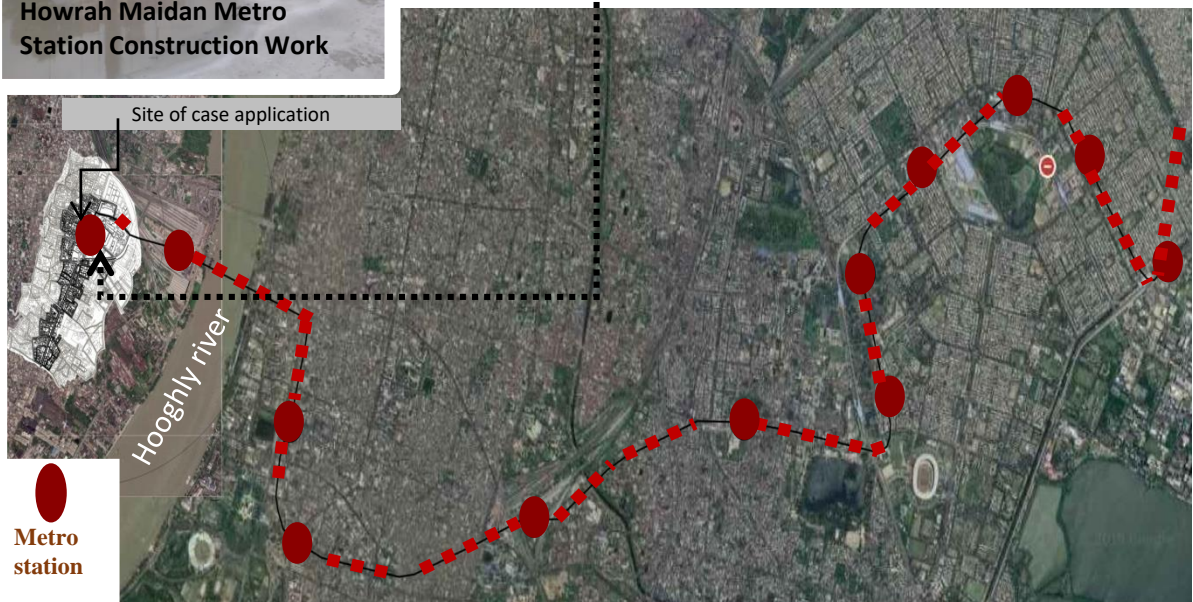 Howrah Maidan Metro
Station Construction Work
Site of case application
Hooghly river
Metro
station